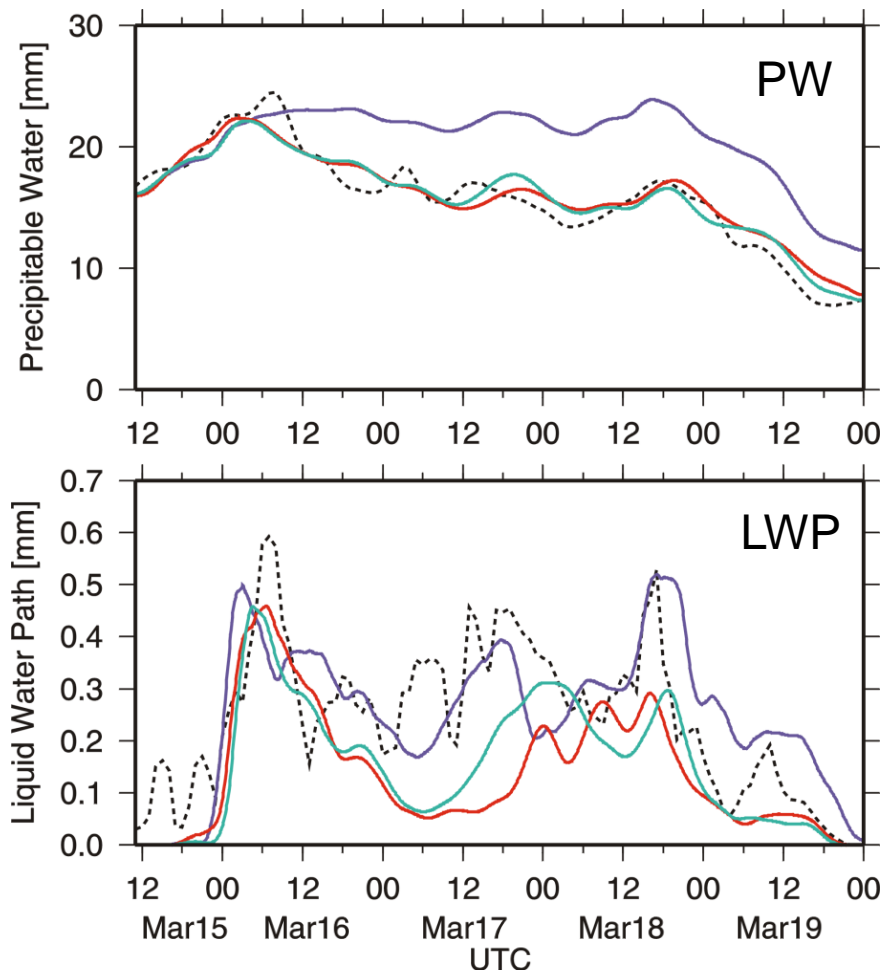 30
20
10
0
Precipitable Water [mm]
PW
12 00 12 00 12 00 12 00 12 00
0.7
0.6
0.5
0.4
0.3
0.2
0.1
0.0
Liquid Water Path [mm]
LWP
12 00 12 00 12 00 12 00 12 00
Mar15 Mar16 Mar17 Mar18 Mar19
UTC